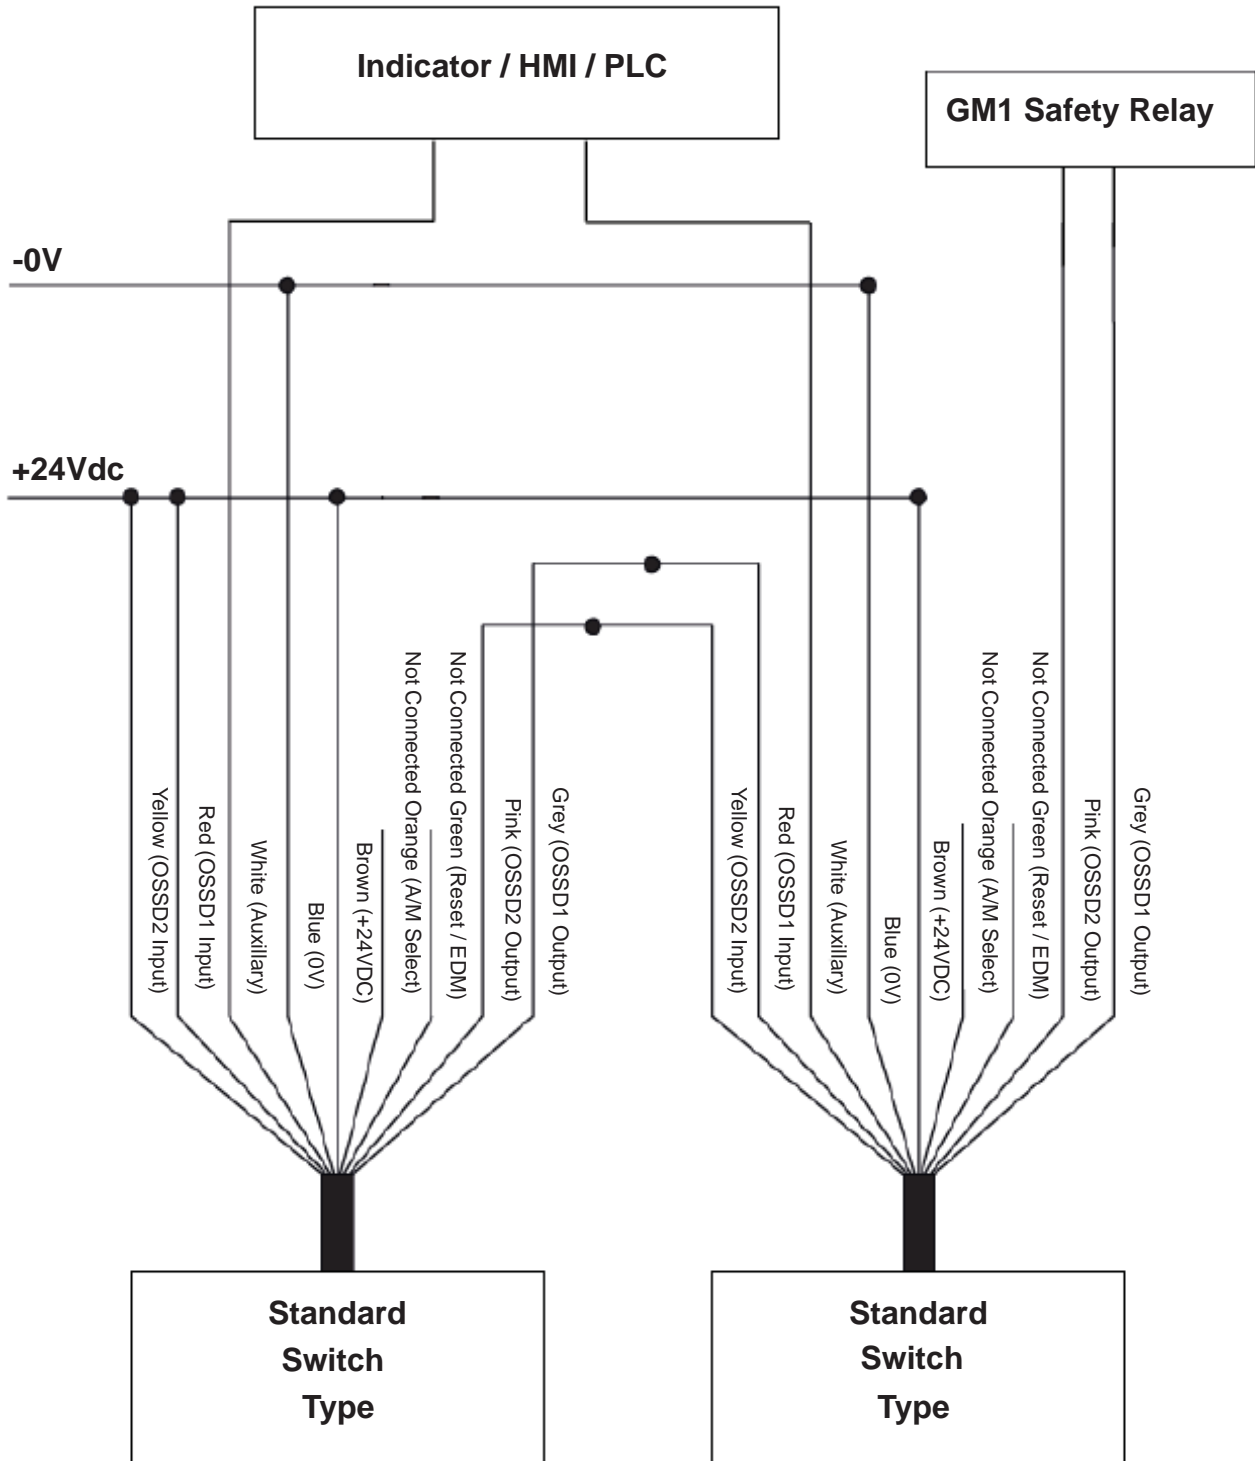 Indicator / HMI / PLC
GM1 Safety Relay
-0V
+24Vdc
Yellow (OSSD2 Input)
Red (OSSD1 Input)
White (Auxillary)
Blue (0V)
Brown (+24VDC)
Not Connected Orange (A/M Select)
Not Connected Green (Reset / EDM)
Pink (OSSD2 Output)
Grey (OSSD1 Output)
Yellow (OSSD2 Input)
Red (OSSD1 Input)
White (Auxillary)
Blue (0V)
Brown (+24VDC)
Not Connected Orange (A/M Select)
Not Connected Green (Reset / EDM)
Pink (OSSD2 Output)
Grey (OSSD1 Output)
Standard
Switch
Type
Standard
Switch
Type